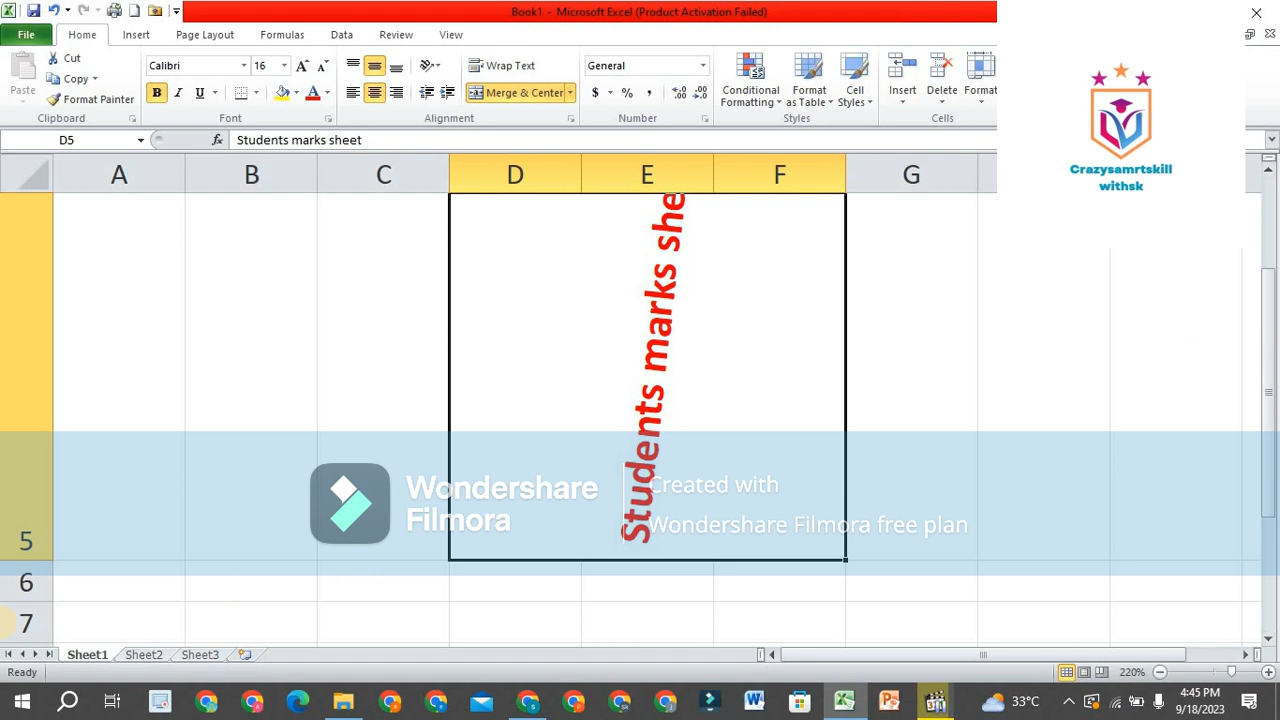 Book1 - Microsoft Excel (Product Activation Failed)
File Home Insert Page Layout Formulas Data Review View
Cut
Copy
Format Painter
Paste
Clipboard
Calibri 16
B I U
Font
Wrap Text
Merge & Center
Alignment
General
$ % ,
Number
Conditional Formatting
Format as Table
Cell Styles
Styles
Insert Delete Format
Cells
Crazysamrtskill
withsk
D5 fx Students marks sheet
A B C D E F G
Students marks she
5
6
7
Wondershare
Filmora
Created with
Wondershare Filmora free plan
Sheet1 Sheet2 Sheet3
Ready 220%
33°C
4:45 PM
9/18/2023